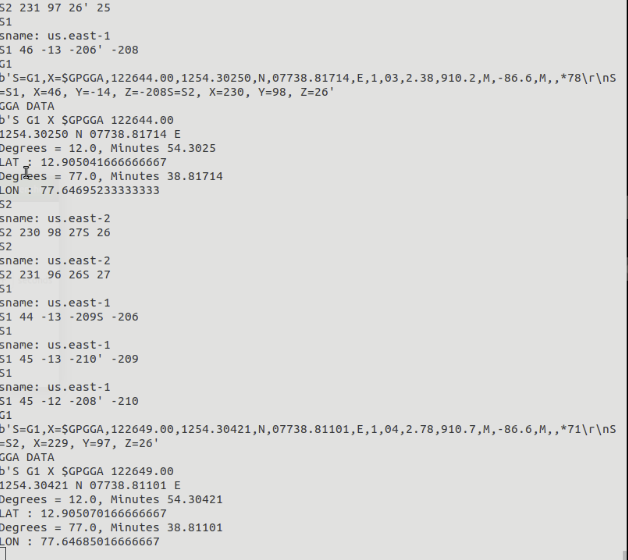 S2 231 97 26' 25
S1
sname: us.east-1
S1 46 -13 -206' -208
G1
b'S=G1,X=$GPGGA,122644.00,1254.30250,N,07738.81714,E,1,03,2.38,910.2,M,-86.6,M,,*78\r\nS
=S1, X=46, Y=-14, Z=-208S=S2, X=230, Y=98, Z=26'
GGA DATA
b'S G1 X $GPGGA 122644.00
1254.30250 N 07738.81714 E
Degrees = 12.0, Minutes 54.3025
LAT : 12.905041666666667
Degrees = 77.0, Minutes 38.81714
LON : 77.64695233333333
S2
sname: us.east-2
S2 230 98 27S 26
S2
sname: us.east-2
S2 231 96 26S 27
S1
sname: us.east-1
S1 44 -13 -209S -206
S1
sname: us.east-1
S1 45 -13 -210' -209
S1
sname: us.east-1
S1 45 -12 -208' -210
G1
b'S=G1,X=$GPGGA,122649.00,1254.30421,N,07738.81101,E,1,04,2.78,910.7,M,-86.6,M,,*71\r\nS
=S2, X=229, Y=97, Z=26'
GGA DATA
b'S G1 X $GPGGA 122649.00
1254.30421 N 07738.81101 E
Degrees = 12.0, Minutes 54.30421
LAT : 12.905070166666667
Degrees = 77.0, Minutes 38.81101
LON : 77.64685016666667